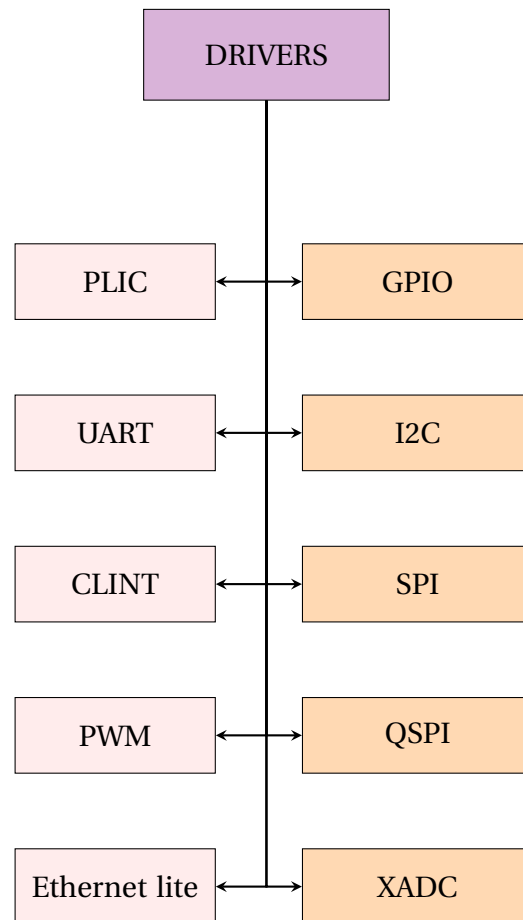 DRIVERS
PLIC
GPIO
UART
I2C
CLINT
SPI
PWM
QSPI
Ethernet lite
XADC